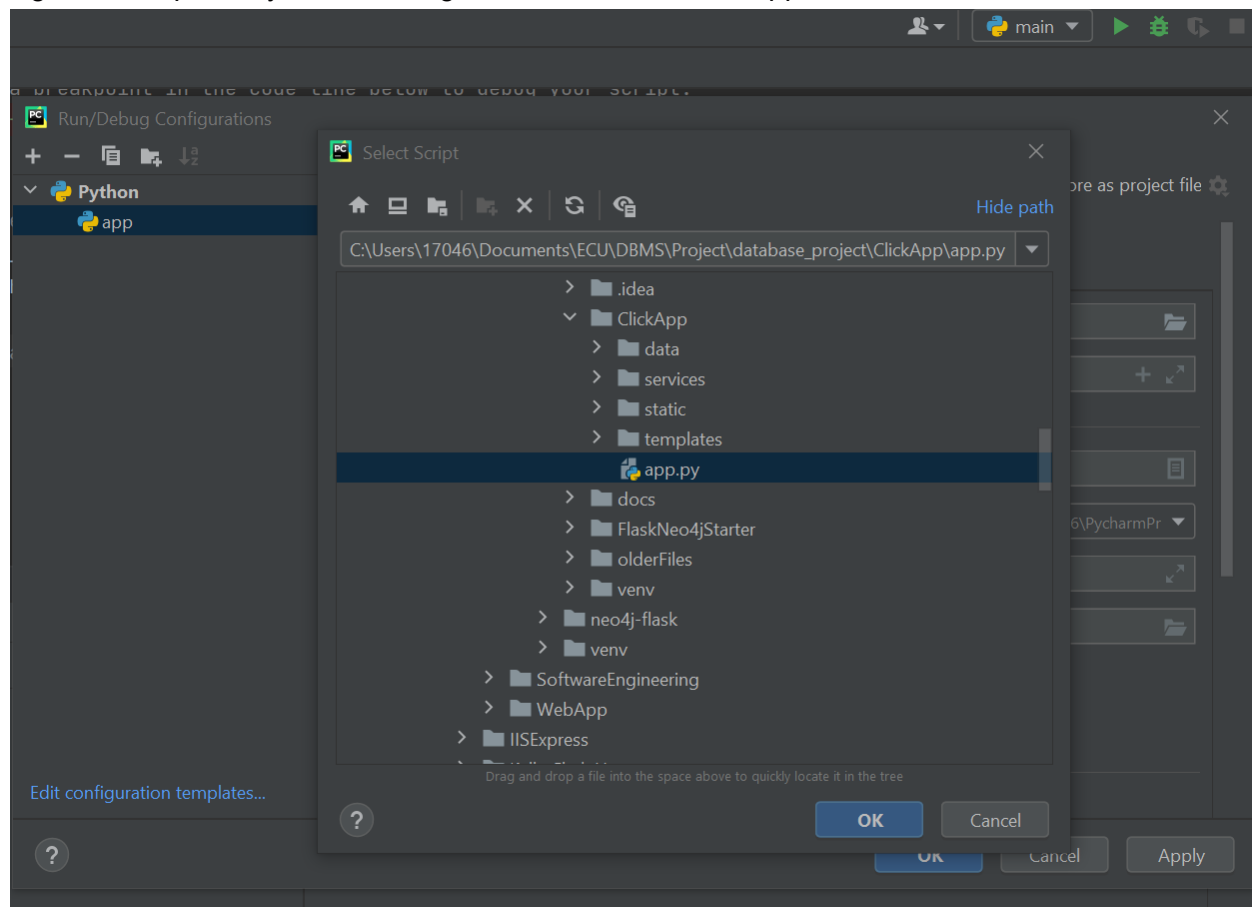 main
a breakpoint in the code line below to debug your script.
Run/Debug Configurations
Select Script
Python
ore as project file
app
Hide path
C:\Users\17046\Documents\ECU\DBMS\Project\database_project\ClickApp\app.py
.idea
ClickApp
data
services
static
templates
app.py
docs
6\PycharmPr
FlaskNeo4jStarter
olderFiles
venv
neo4j-flask
venv
SoftwareEngineering
WebApp
IISExpress
Drag and drop a file into the space above to quickly locate it in the tree
Edit configuration templates...
? OK Cancel
? OK Cancel Apply